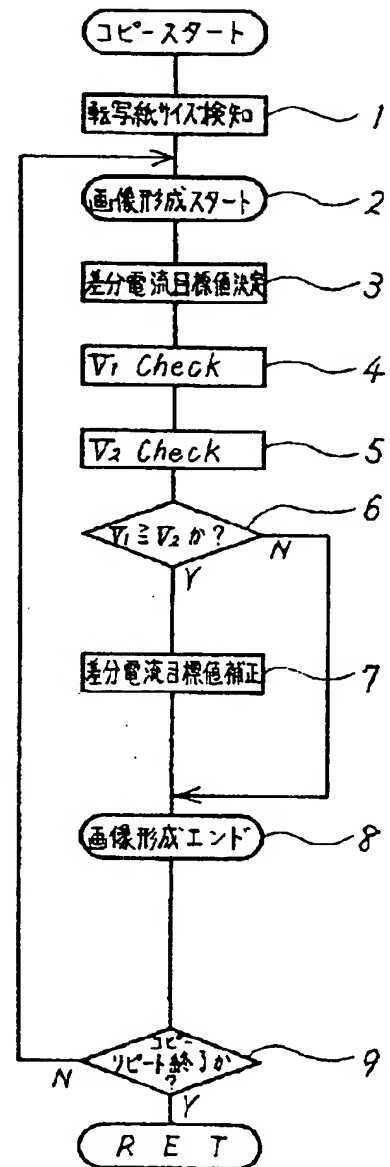 コピースタート
転写紙サイズ検知
1
画像形成スタート
2
差分電流目標値決定
3
V1 Check
4
V2 Check
5
6
V1≧V2か?
N
Y
差分電流目標値補正
7
画像形成エンド
8
コピー
リピート終了か
?
9
N
Y
RET